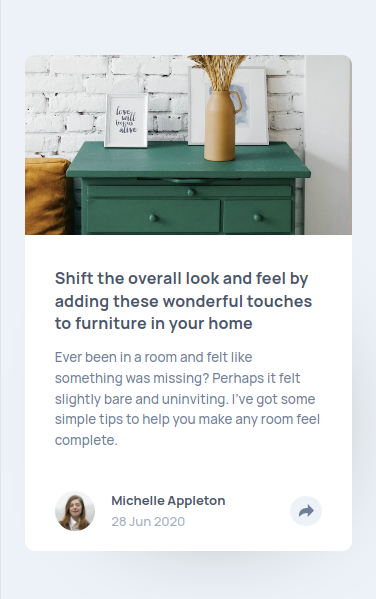 love
will
begus
alive
Shift the overall look and feel by
adding these wonderful touches
to furniture in your home
Ever been in a room and felt like
something was missing? Perhaps it felt
slightly bare and uninviting. I’ve got some
simple tips to help you make any room feel
complete.
Michelle Appleton
28 Jun 2020